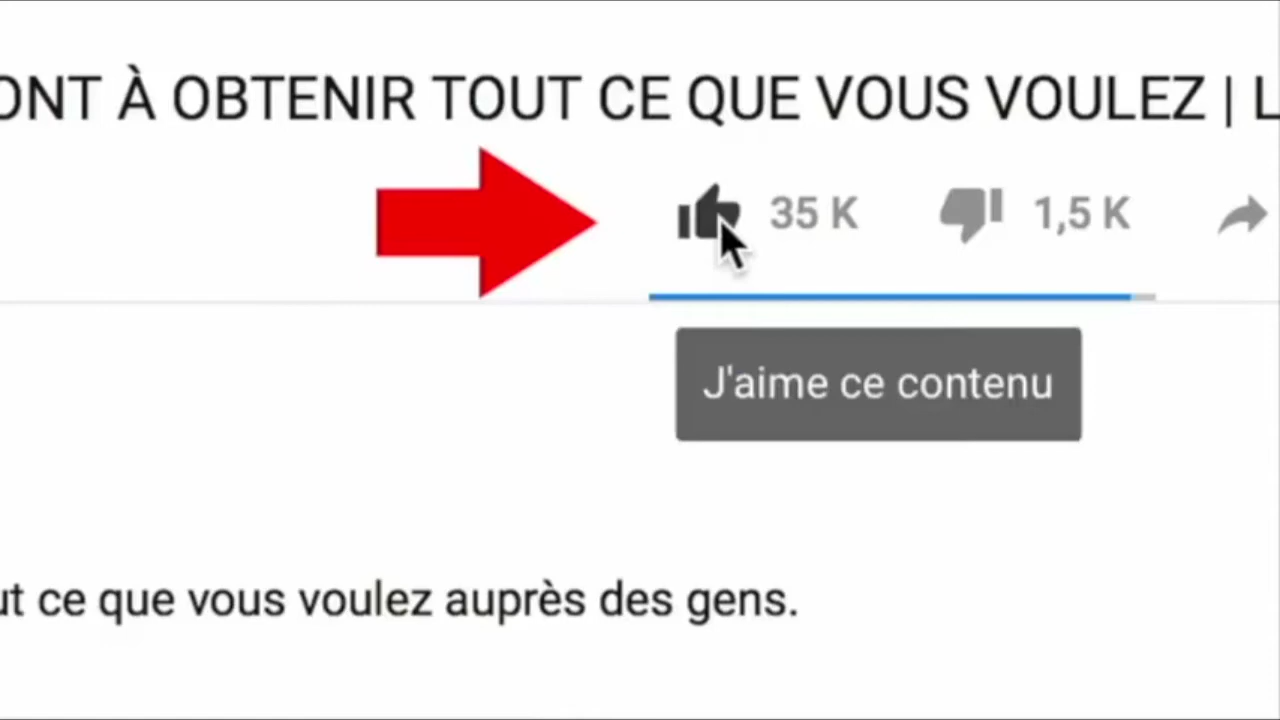 ONT À OBTENIR TOUT CE QUE VOUS VOULEZ | L
35 K 1,5 K
J'aime ce contenu
ut ce que vous voulez auprès des gens.